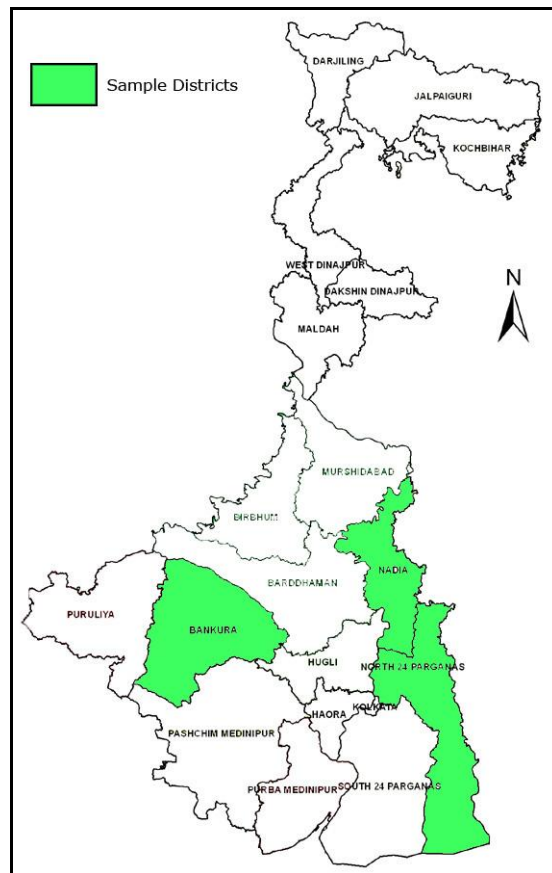 DARJILING
Sample Districts
JALPAIGURI
KOCHBIHAR
WEST DINAJPUR
DAKSHIN DINAJPUR
N
MALDAH
MURSHIDABAD
BIRBHUM
NADIA
BARDDHAMAN
PURULIYA
BANKURA
HUGLI
NORTH 24 PARGANAS
KOLKATA
HAORA
PASHCHIM MEDINIPUR
PURBA MEDINIPUR
SOUTH 24 PARGANAS